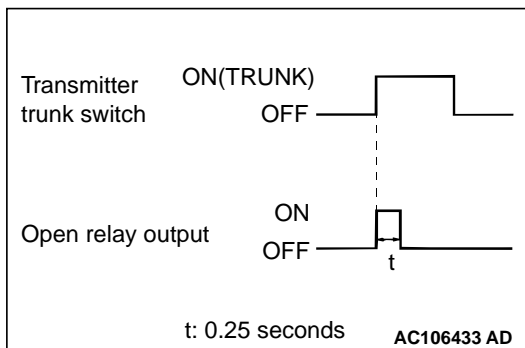 Transmitter
trunk switch
ON(TRUNK)
OFF
Open relay output
ON
OFF
t
t: 0.25 seconds
AC106433 AD